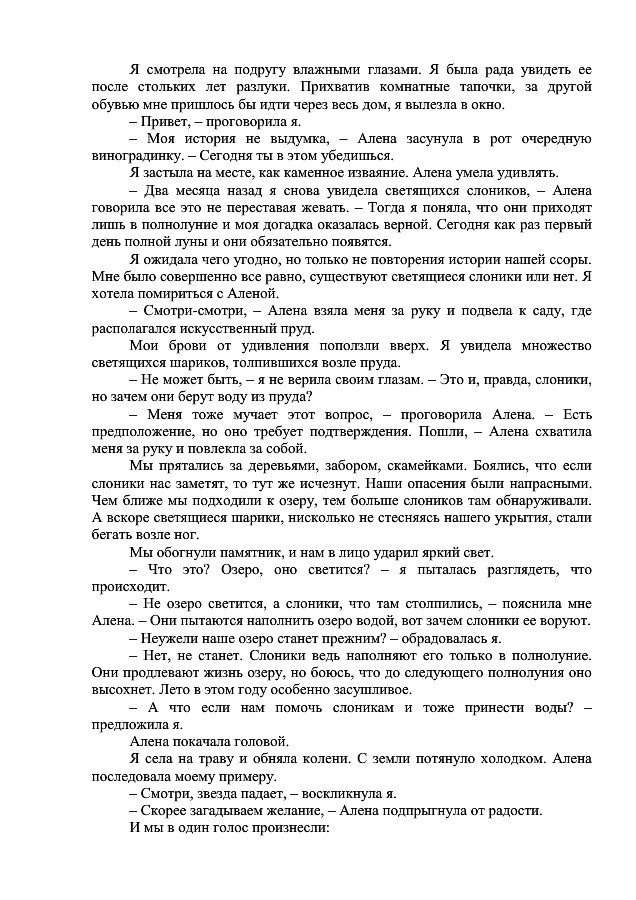 Я смотрела на подругу влажными глазами. Я была рада увидеть ее
после стольких лет разлуки. Прихватив комнатные тапочки, за другой
обувью мне пришлось бы идти через весь дом, я вылезла в окно.
– Привет, – проговорила я.
– Моя история не выдумка, – Алена засунула в рот очередную
виноградинку. – Сегодня ты в этом убедишься.
Я застыла на месте, как каменное изваяние. Алена умела удивлять.
– Два месяца назад я снова увидела светящихся слоников, – Алена
говорила все это не переставая жевать. – Тогда я поняла, что они приходят
лишь в полнолуние и моя догадка оказалась верной. Сегодня как раз первый
день полной луны и они обязательно появятся.
Я ожидала чего угодно, но только не повторения истории нашей ссоры.
Мне было совершенно все равно, существуют светящиеся слоники или нет. Я
хотела помириться с Аленой.
– Смотри-смотри, – Алена взяла меня за руку и подвела к саду, где
располагался искусственный пруд.
Мои брови от удивления поползли вверх. Я увидела множество
светящихся шариков, толпившихся возле пруда.
– Не может быть, – я не верила своим глазам. – Это и, правда, слоники,
но зачем они берут воду из пруда?
– Меня тоже мучает этот вопрос, – проговорила Алена. – Есть
предположение, но оно требует подтверждения. Пошли, – Алена схватила
меня за руку и повлекла за собой.
Мы прятались за деревьями, забором, скамейками. Боялись, что если
слоники нас заметят, то тут же исчезнут. Наши опасения были напрасными.
Чем ближе мы подходили к озеру, тем больше слоников там обнаруживали.
А вскоре светящиеся шарики, нисколько не стесняясь нашего укрытия, стали
бегать возле ног.
Мы обогнули памятник, и нам в лицо ударил яркий свет.
– Что это? Озеро, оно светится? – я пыталась разглядеть, что
происходит.
– Не озеро светится, а слоники, что там столпились, – пояснила мне
Алена. – Они пытаются наполнить озеро водой, вот зачем слоники ее воруют.
– Неужели наше озеро станет прежним? – обрадовалась я.
– Нет, не станет. Слоники ведь наполняют его только в полнолуние.
Они продлевают жизнь озеру, но боюсь, что до следующего полнолуния оно
высохнет. Лето в этом году особенно засушливое.
– А что если нам помочь слоникам и тоже принести воды? –
предложила я.
Алена покачала головой.
Я села на траву и обняла колени. С земли потянуло холодком. Алена
последовала моему примеру.
– Смотри, звезда падает, – воскликнула я.
– Скорее загадываем желание, – Алена подпрыгнула от радости.
И мы в один голос произнесли: